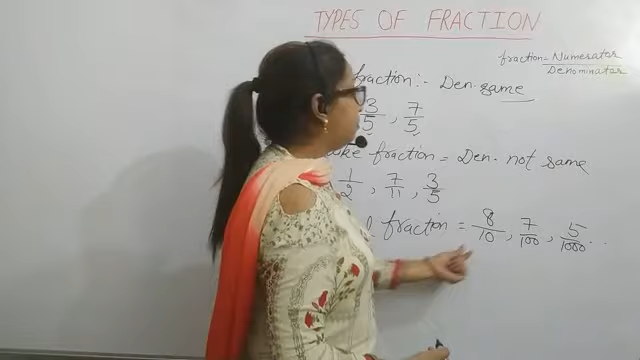 TYPES OF FRACTION
fraction = Numerator
Denominator
fraction :- Den. same
3/5, 7/5
fraction = Den. not same
1/2, 7/11, 3/5
fraction = 8/10, 7/100, 5/1000 ...